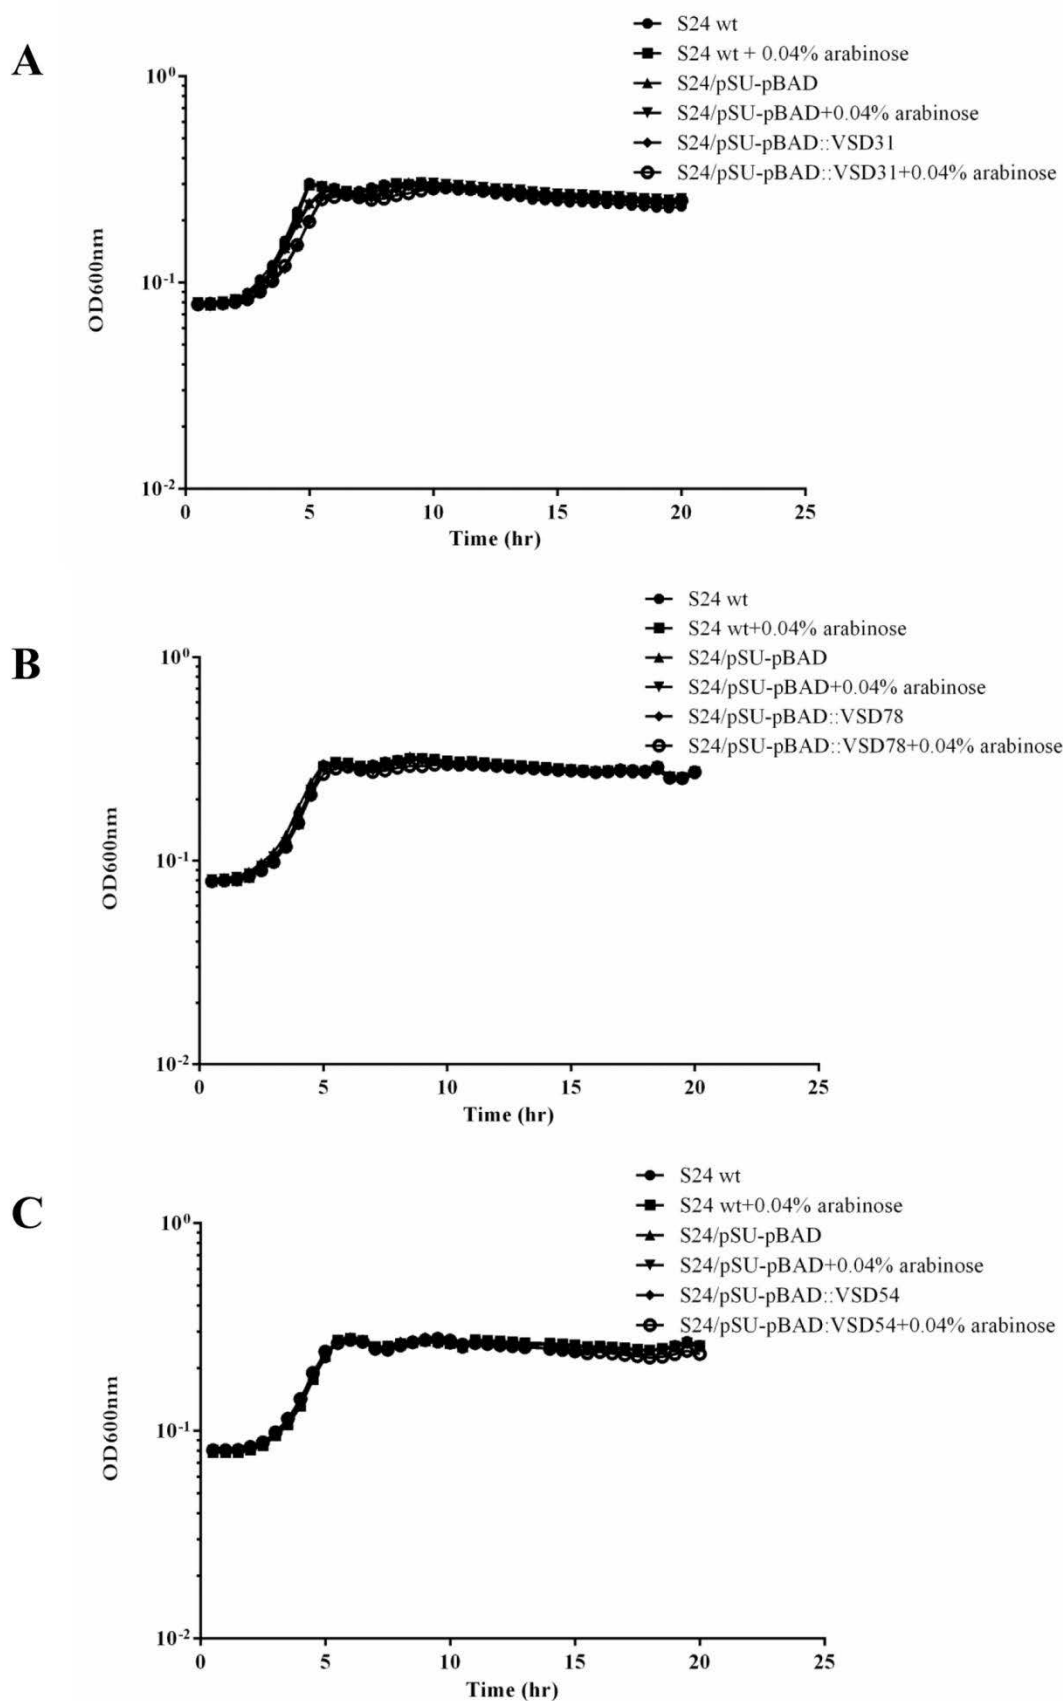 A
S24 wt
S24 wt + 0.04% arabinose
S24/pSU-pBAD
S24/pSU-pBAD+0.04% arabinose
S24/pSU-pBAD::VSD31
S24/pSU-pBAD::VSD31+0.04% arabinose
10⁰
10⁻¹
10⁻²
OD600nm
0 5 10 15 20 25
Time (hr)
B
S24 wt
S24 wt+0.04% arabinose
S24/pSU-pBAD
S24/pSU-pBAD+0.04% arabinose
S24/pSU-pBAD::VSD78
S24/pSU-pBAD::VSD78+0.04% arabinose
10⁰
10⁻¹
10⁻²
OD600nm
0 5 10 15 20 25
Time (hr)
C
S24 wt
S24 wt+0.04% arabinose
S24/pSU-pBAD
S24/pSU-pBAD+0.04% arabinose
S24/pSU-pBAD::VSD54
S24/pSU-pBAD:VSD54+0.04% arabinose
10⁰
10⁻¹
10⁻²
OD600nm
0 5 10 15 20 25
Time (hr)